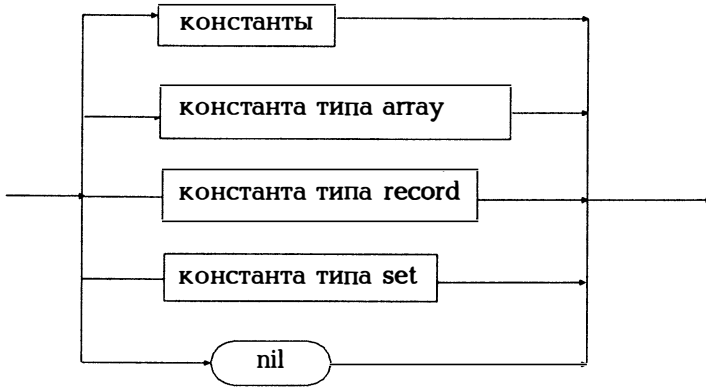 константы
константа типа array
константа типа record
константа типа set
nil